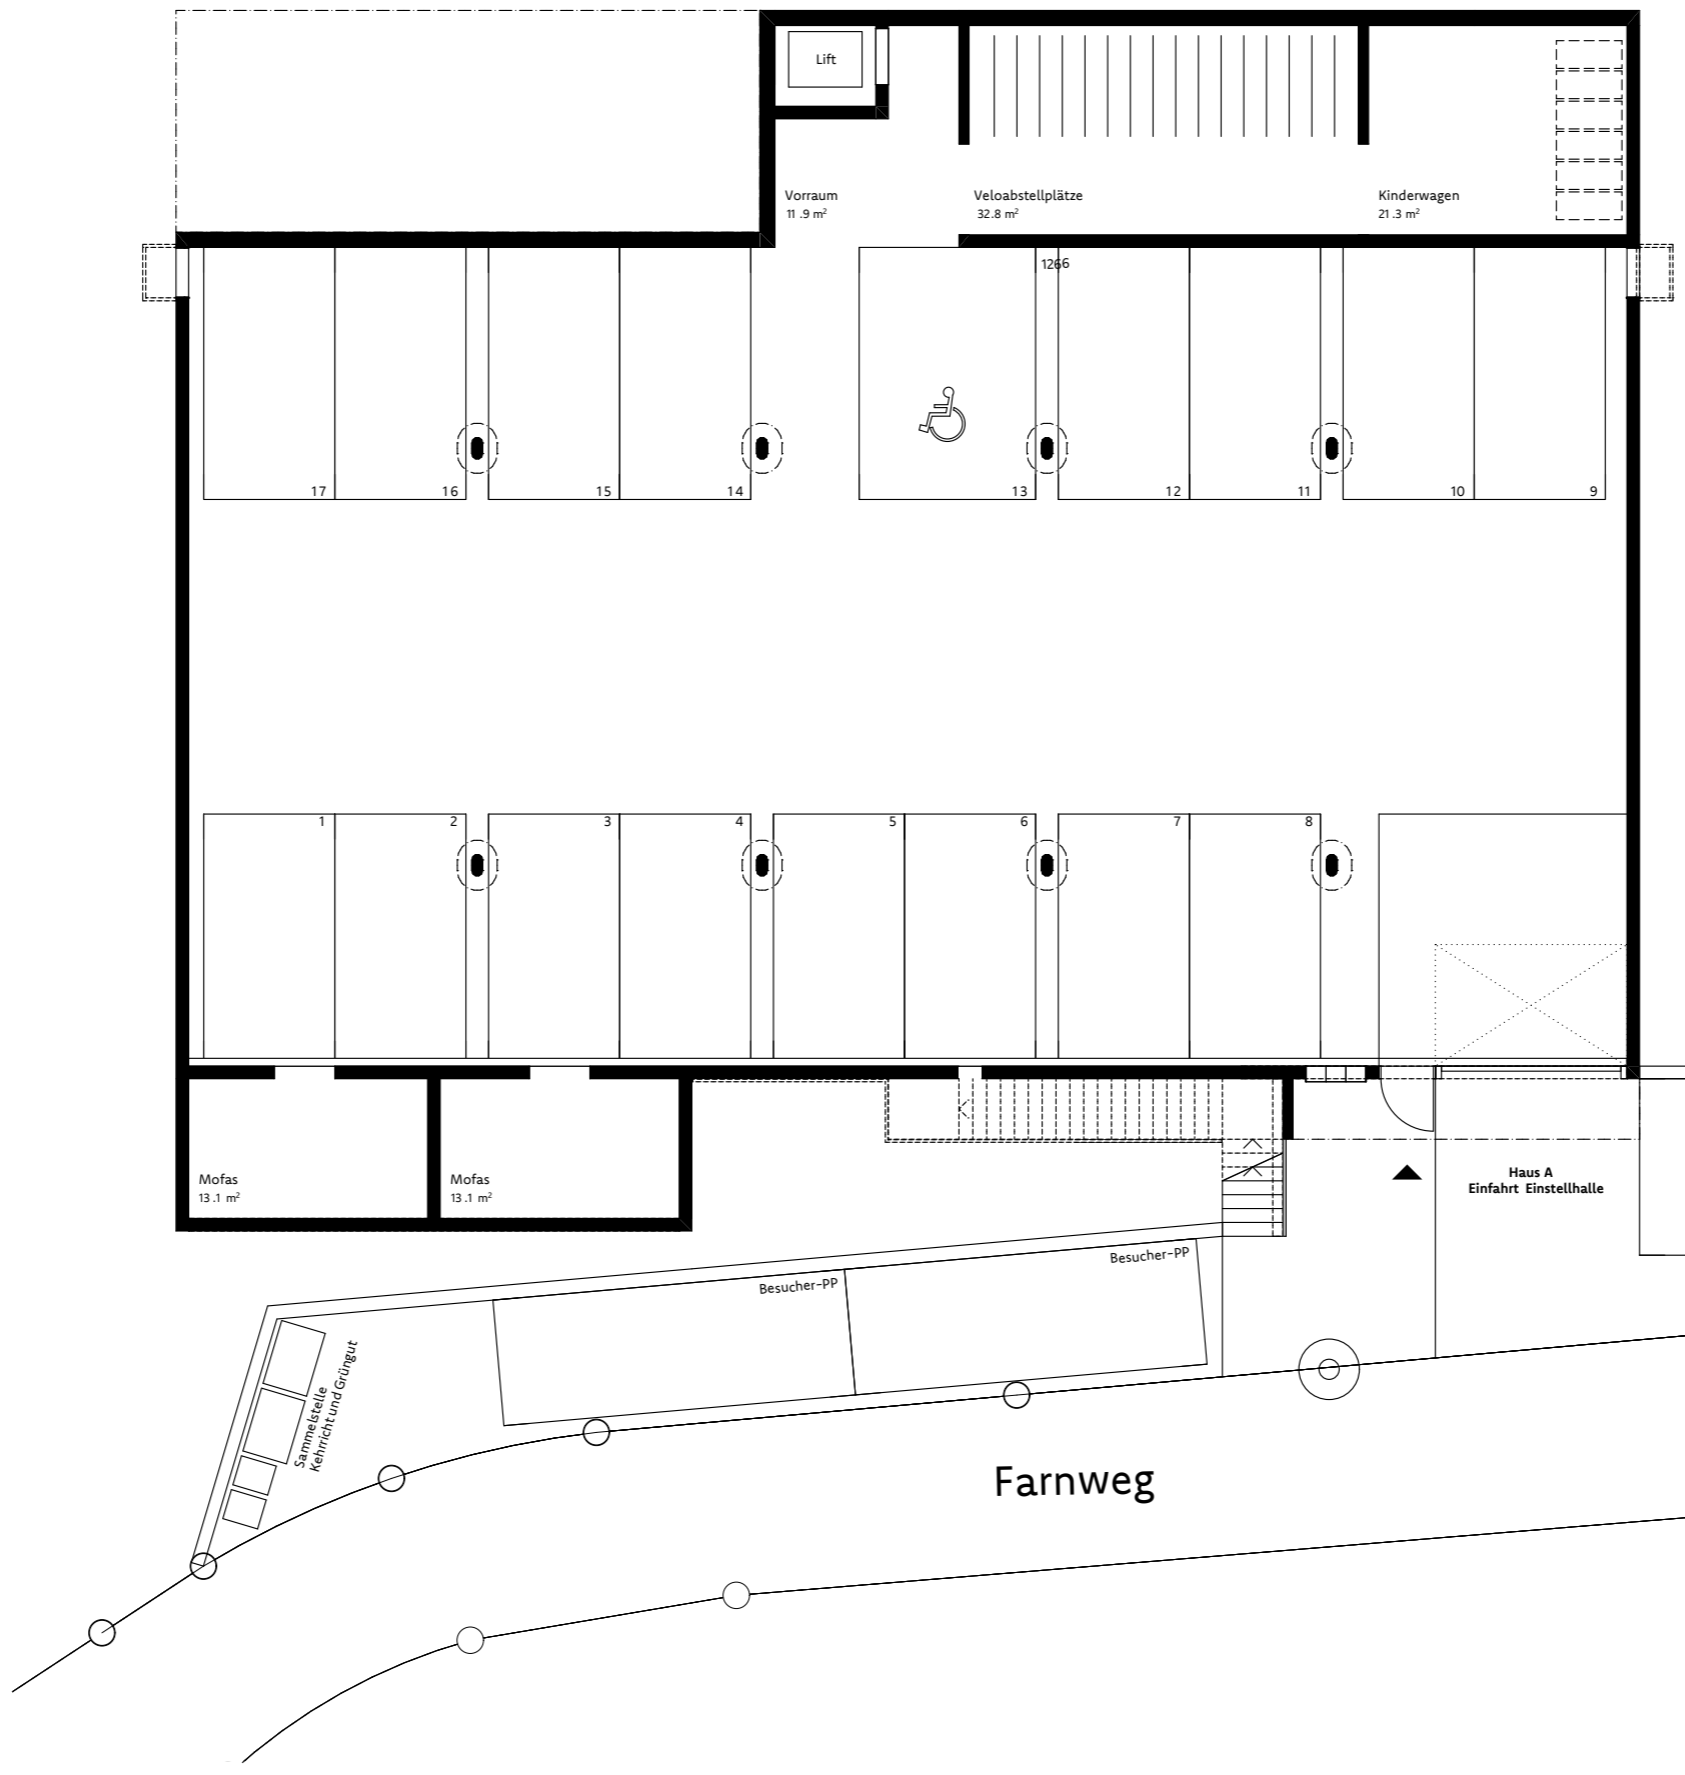 Lift
Vorraum
11 .9 m²
Veloabstellplätze
32.8 m²
Kinderwagen
21 .3 m²
1266
17
16
15
14
13
12
11
10
9
1
2
3
4
5
6
7
8
Mofas
13 .1 m²
Mofas
13 .1 m²
Haus A
Einfahrt Einstellhalle
Besucher-PP
Besucher-PP
Sammelstelle
Kehrricht und Grüngut
Farnweg